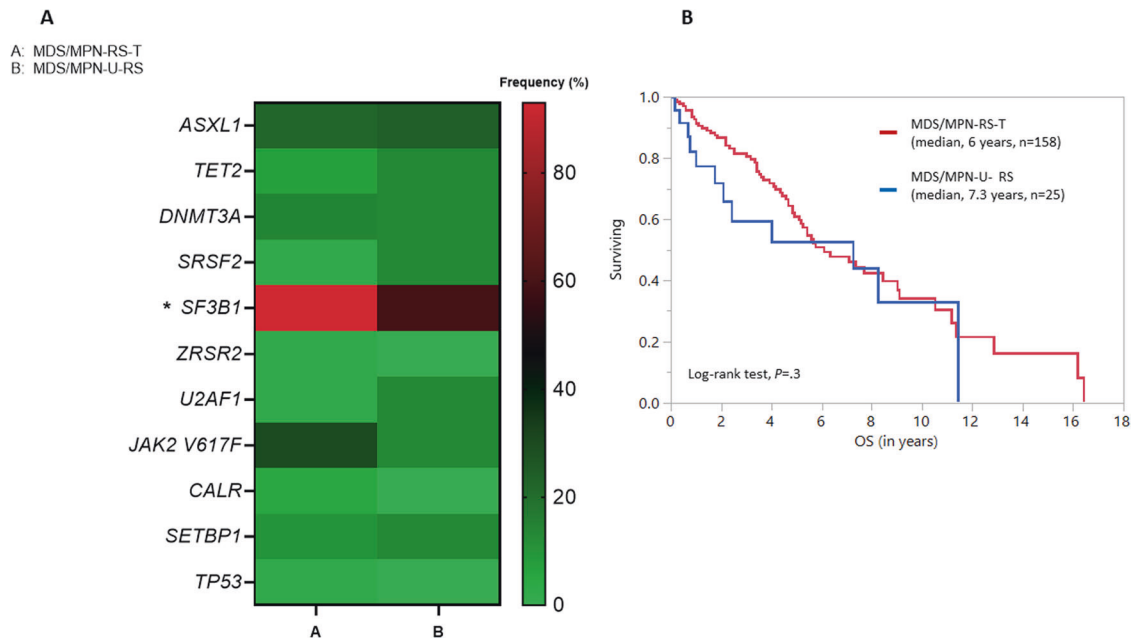 A
A: MDS/MPN-RS-T
B: MDS/MPN-U-RS
Frequency (%)
ASXL1
TET2
DNMT3A
SRSF2
* SF3B1
ZRSR2
U2AF1
JAK2 V617F
CALR
SETBP1
TP53
A
B
80
60
40
20
0
B
1.0
0.8
0.6
0.4
0.2
0.0
Surviving
MDS/MPN-RS-T
(median, 6 years, n=158)
MDS/MPN-U- RS
(median, 7.3 years, n=25)
Log-rank test, P=.3
0 2 4 6 8 10 12 14 16 18
OS (in years)